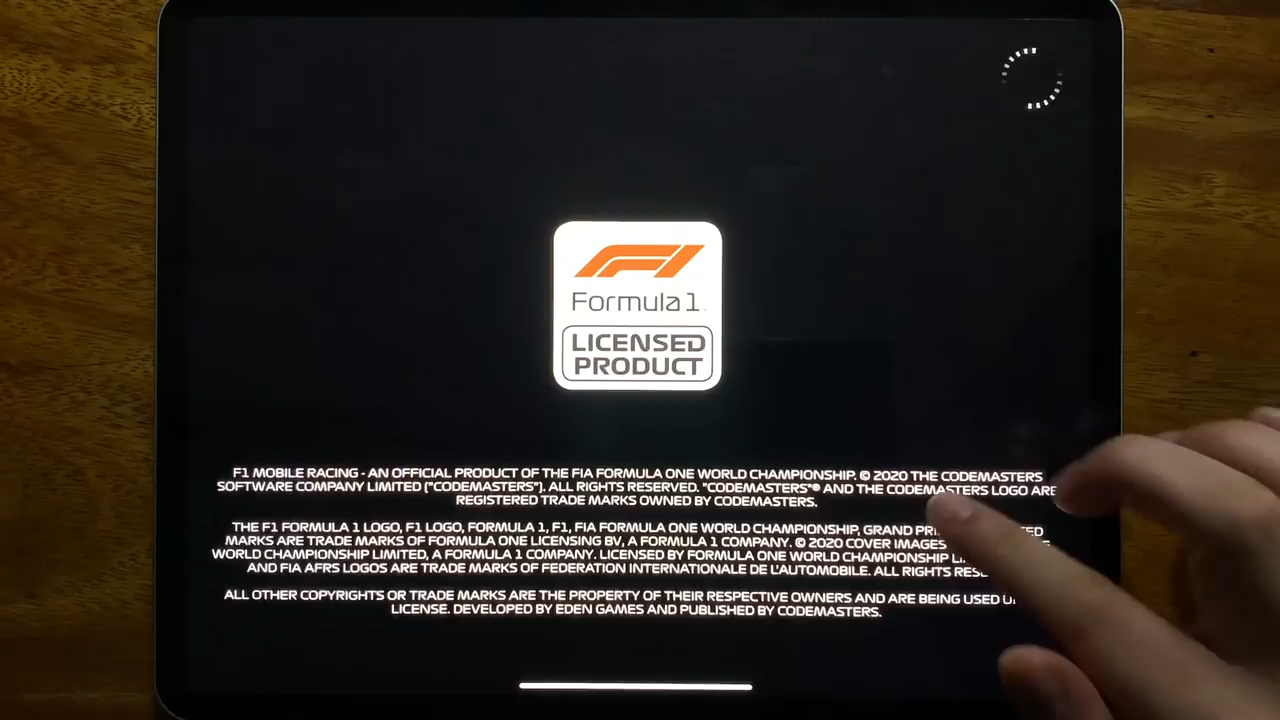 F1
Formula 1
LICENSED
PRODUCT
F1 MOBILE RACING - AN OFFICIAL PRODUCT OF THE FIA FORMULA ONE WORLD CHAMPIONSHIP. © 2020 THE CODEMASTERS
SOFTWARE COMPANY LIMITED ("CODEMASTERS"). ALL RIGHTS RESERVED. "CODEMASTERS"® AND THE CODEMASTERS LOGO ARE
REGISTERED TRADE MARKS OWNED BY CODEMASTERS.
THE F1 FORMULA 1 LOGO, F1 LOGO, FORMULA 1, F1, FIA FORMULA ONE WORLD CHAMPIONSHIP, GRAND
MARKS ARE TRADE MARKS OF FORMULA ONE LICENSING BV, A FORMULA 1 COMPANY. © 2020 COVER IMAGES
WORLD CHAMPIONSHIP LIMITED, A FORMULA 1 COMPANY. LICENSED BY FORMULA ONE WORLD CHAMPIONSHIP
AND FIA AFRS LOGOS ARE TRADE MARKS OF FEDERATION INTERNATIONALE DE L'AUTOMOBILE. ALL RIGHTS
ALL OTHER COPYRIGHTS OR TRADE MARKS ARE THE PROPERTY OF THEIR RESPECTIVE OWNERS AND ARE BEING USED
LICENSE. DEVELOPED BY EDEN GAMES AND PUBLISHED BY CODEMASTERS.